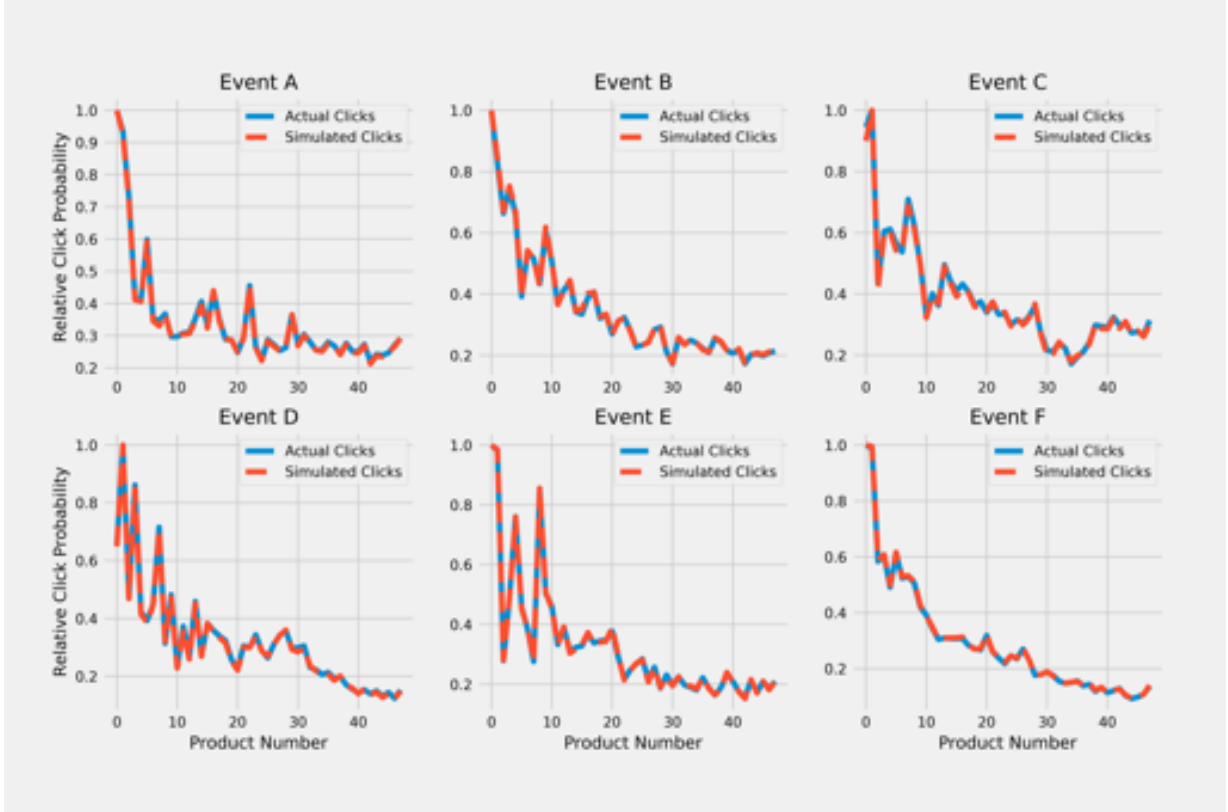 Event A
Event B
Event C
Relative Click Probability
1.0
0.9
0.8
0.7
0.6
0.5
0.4
0.3
0.2
0
10
20
30
40
Actual Clicks
Simulated Clicks
1.0
0.8
0.6
0.4
0.2
0
10
20
30
40
Actual Clicks
Simulated Clicks
1.0
0.8
0.6
0.4
0.2
0
10
20
30
40
Actual Clicks
Simulated Clicks
Event D
Event E
Event F
Relative Click Probability
1.0
0.8
0.6
0.4
0.2
0
10
20
30
40
Actual Clicks
Simulated Clicks
Product Number
1.0
0.8
0.6
0.4
0.2
0
10
20
30
40
Actual Clicks
Simulated Clicks
Product Number
1.0
0.8
0.6
0.4
0.2
0
10
20
30
40
Actual Clicks
Simulated Clicks
Product Number